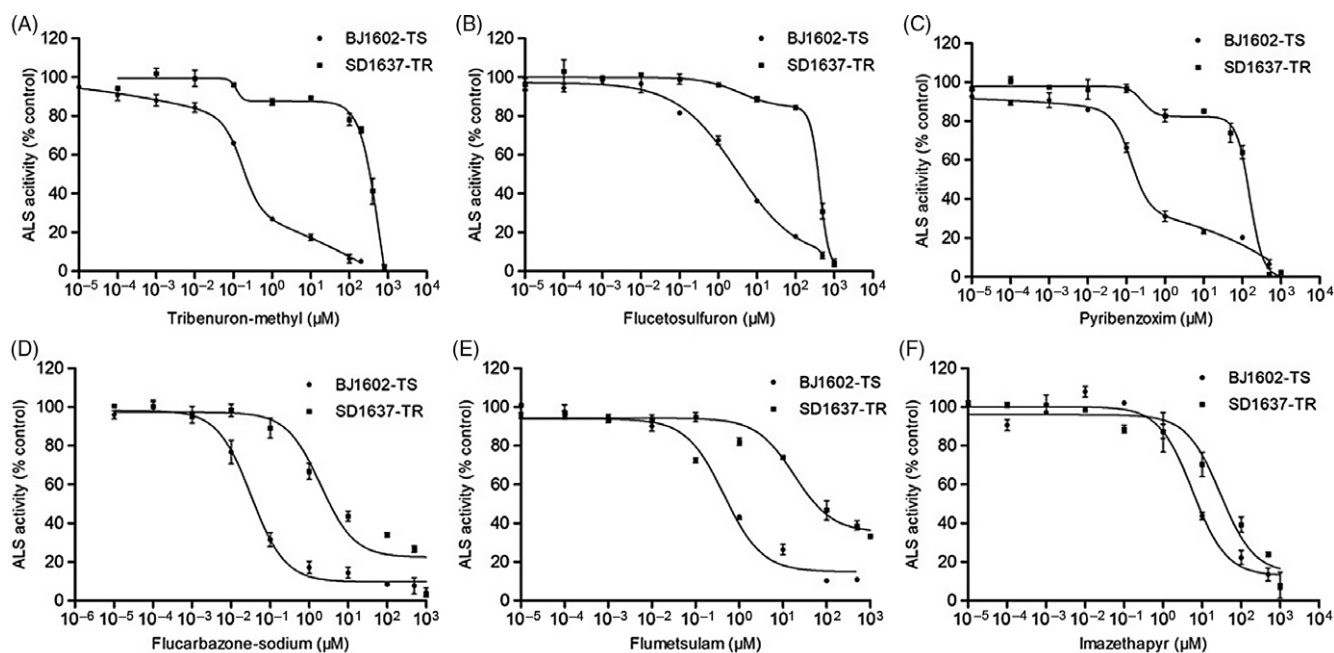 (A)
BJ1602-TS
SD1637-TR
120
100
80
60
40
20
0
ALS acitivity (% control)
10⁻⁵ 10⁻⁴ 10⁻³ 10⁻² 10⁻¹ 10⁰ 10¹ 10² 10³ 10⁴
Tribenuron-methyl (µM)
(B)
BJ1602-TS
SD1637-TR
120
100
80
60
40
20
0
ALS acitivity (% control)
10⁻⁵ 10⁻⁴ 10⁻³ 10⁻² 10⁻¹ 10⁰ 10¹ 10² 10³
Flucetosulfuron (µM)
(C)
BJ1602-TS
SD1637-TR
120
100
80
60
40
20
0
ALS acitivity (% control)
10⁻⁵ 10⁻⁴ 10⁻³ 10⁻² 10⁻¹ 10⁰ 10¹ 10² 10³ 10⁴
Pyribenzoxim (µM)
(D)
BJ1602-TS
SD1637-TR
120
100
80
60
40
20
0
ALS activity (% control)
10⁻⁶ 10⁻⁵ 10⁻⁴ 10⁻³ 10⁻² 10⁻¹ 10⁰ 10¹ 10² 10³
Flucarbazone-sodium (µM)
(E)
BJ1602-TS
SD1637-TR
120
100
80
60
40
20
0
ALS activity (% control)
10⁻⁵ 10⁻⁴ 10⁻³ 10⁻² 10⁻¹ 10⁰ 10¹ 10² 10³
Flumetsulam (µM)
(F)
BJ1602-TS
SD1637-TR
120
100
80
60
40
20
0
ALS activity (% control)
10⁻⁵ 10⁻⁴ 10⁻³ 10⁻² 10⁻¹ 10⁰ 10¹ 10² 10³ 10⁴
Imazethapyr (µM)